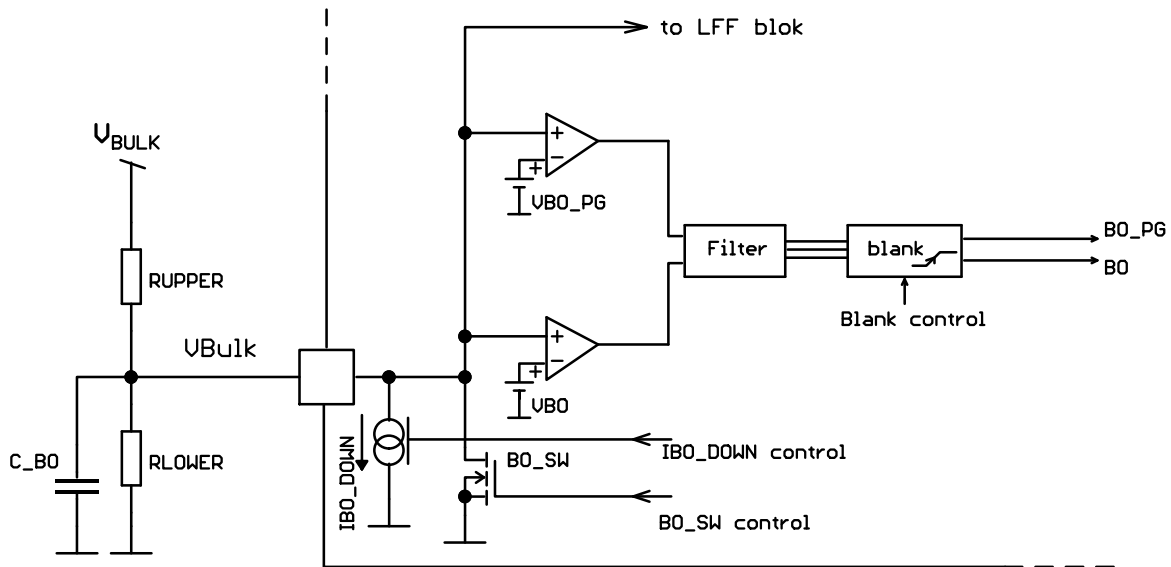 to LFF blok
VBULK
VBO_PG
RUPPER
Filter
blank
BO_PG
BO
Blank control
VBulk
VBO
C_BO
RLOWER
IBO_DOWN
BO_SW
IBO_DOWN control
BO_SW control